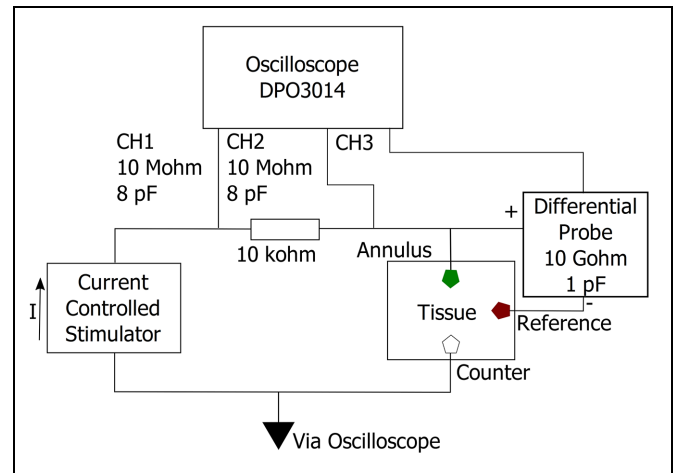 Oscilloscope
DPO3014
CH1
10 Mohm
8 pF
CH2
10 Mohm
8 pF
CH3
10 kohm
+
Differential
Probe
10 Gohm
1 pF
-
Annulus
I
Current
Controlled
Stimulator
Tissue
Reference
Counter
Via Oscilloscope